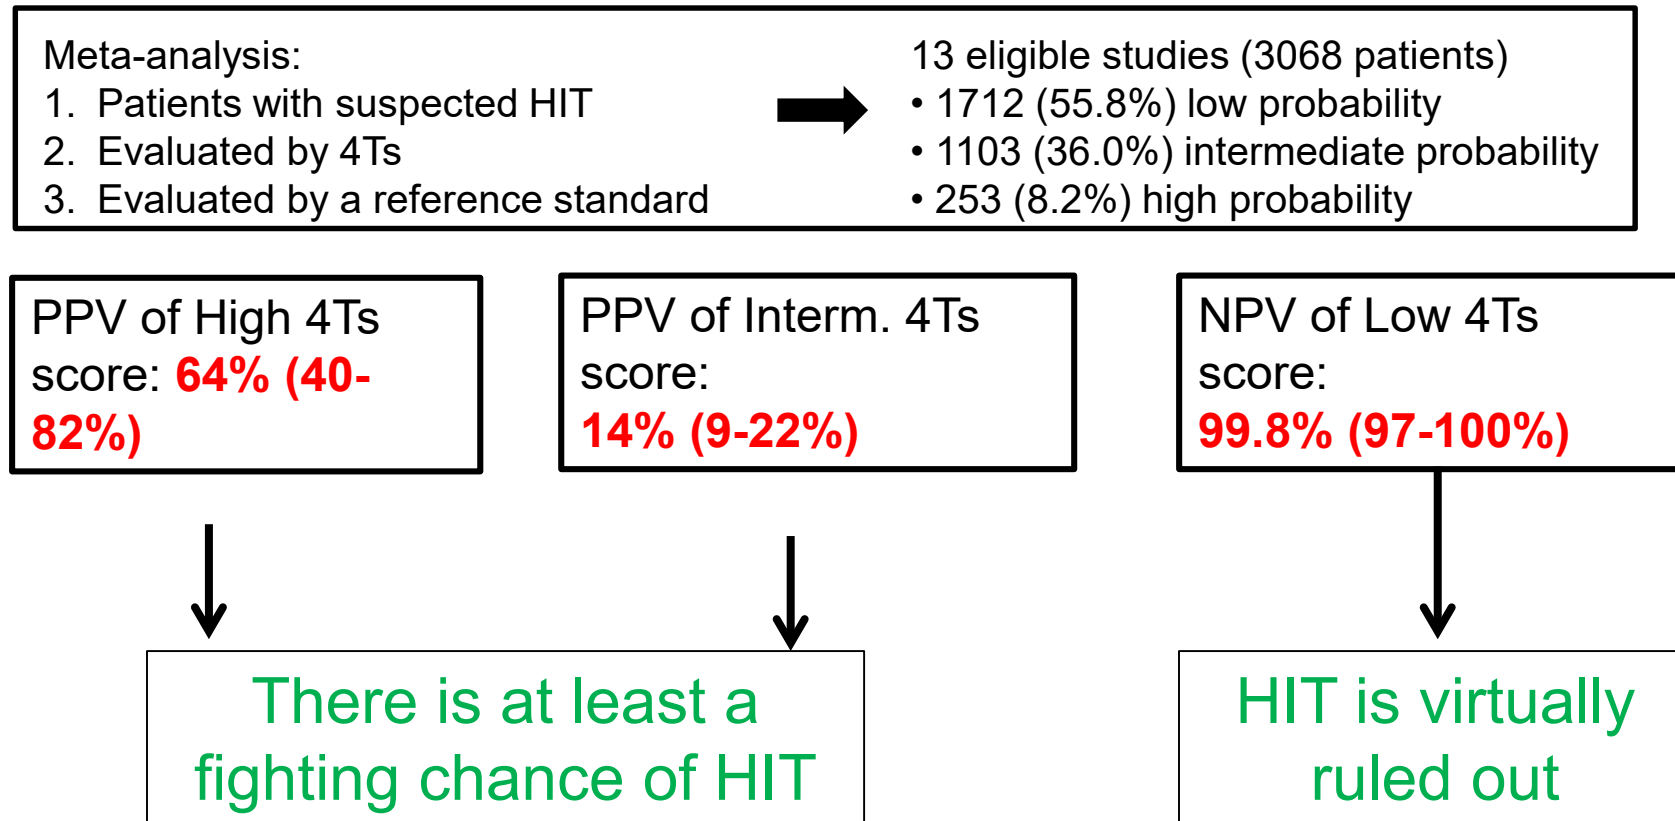 Meta-analysis:
1. Patients with suspected HIT
2. Evaluated by 4Ts
3. Evaluated by a reference standard
13 eligible studies (3068 patients)
• 1712 (55.8%) low probability
• 1103 (36.0%) intermediate probability
• 253 (8.2%) high probability
PPV of High 4Ts
score: 64% (40-
82%)
PPV of Interm. 4Ts
score:
14% (9-22%)
NPV of Low 4Ts
score:
99.8% (97-100%)
There is at least a
fighting chance of HIT
HIT is virtually
ruled out